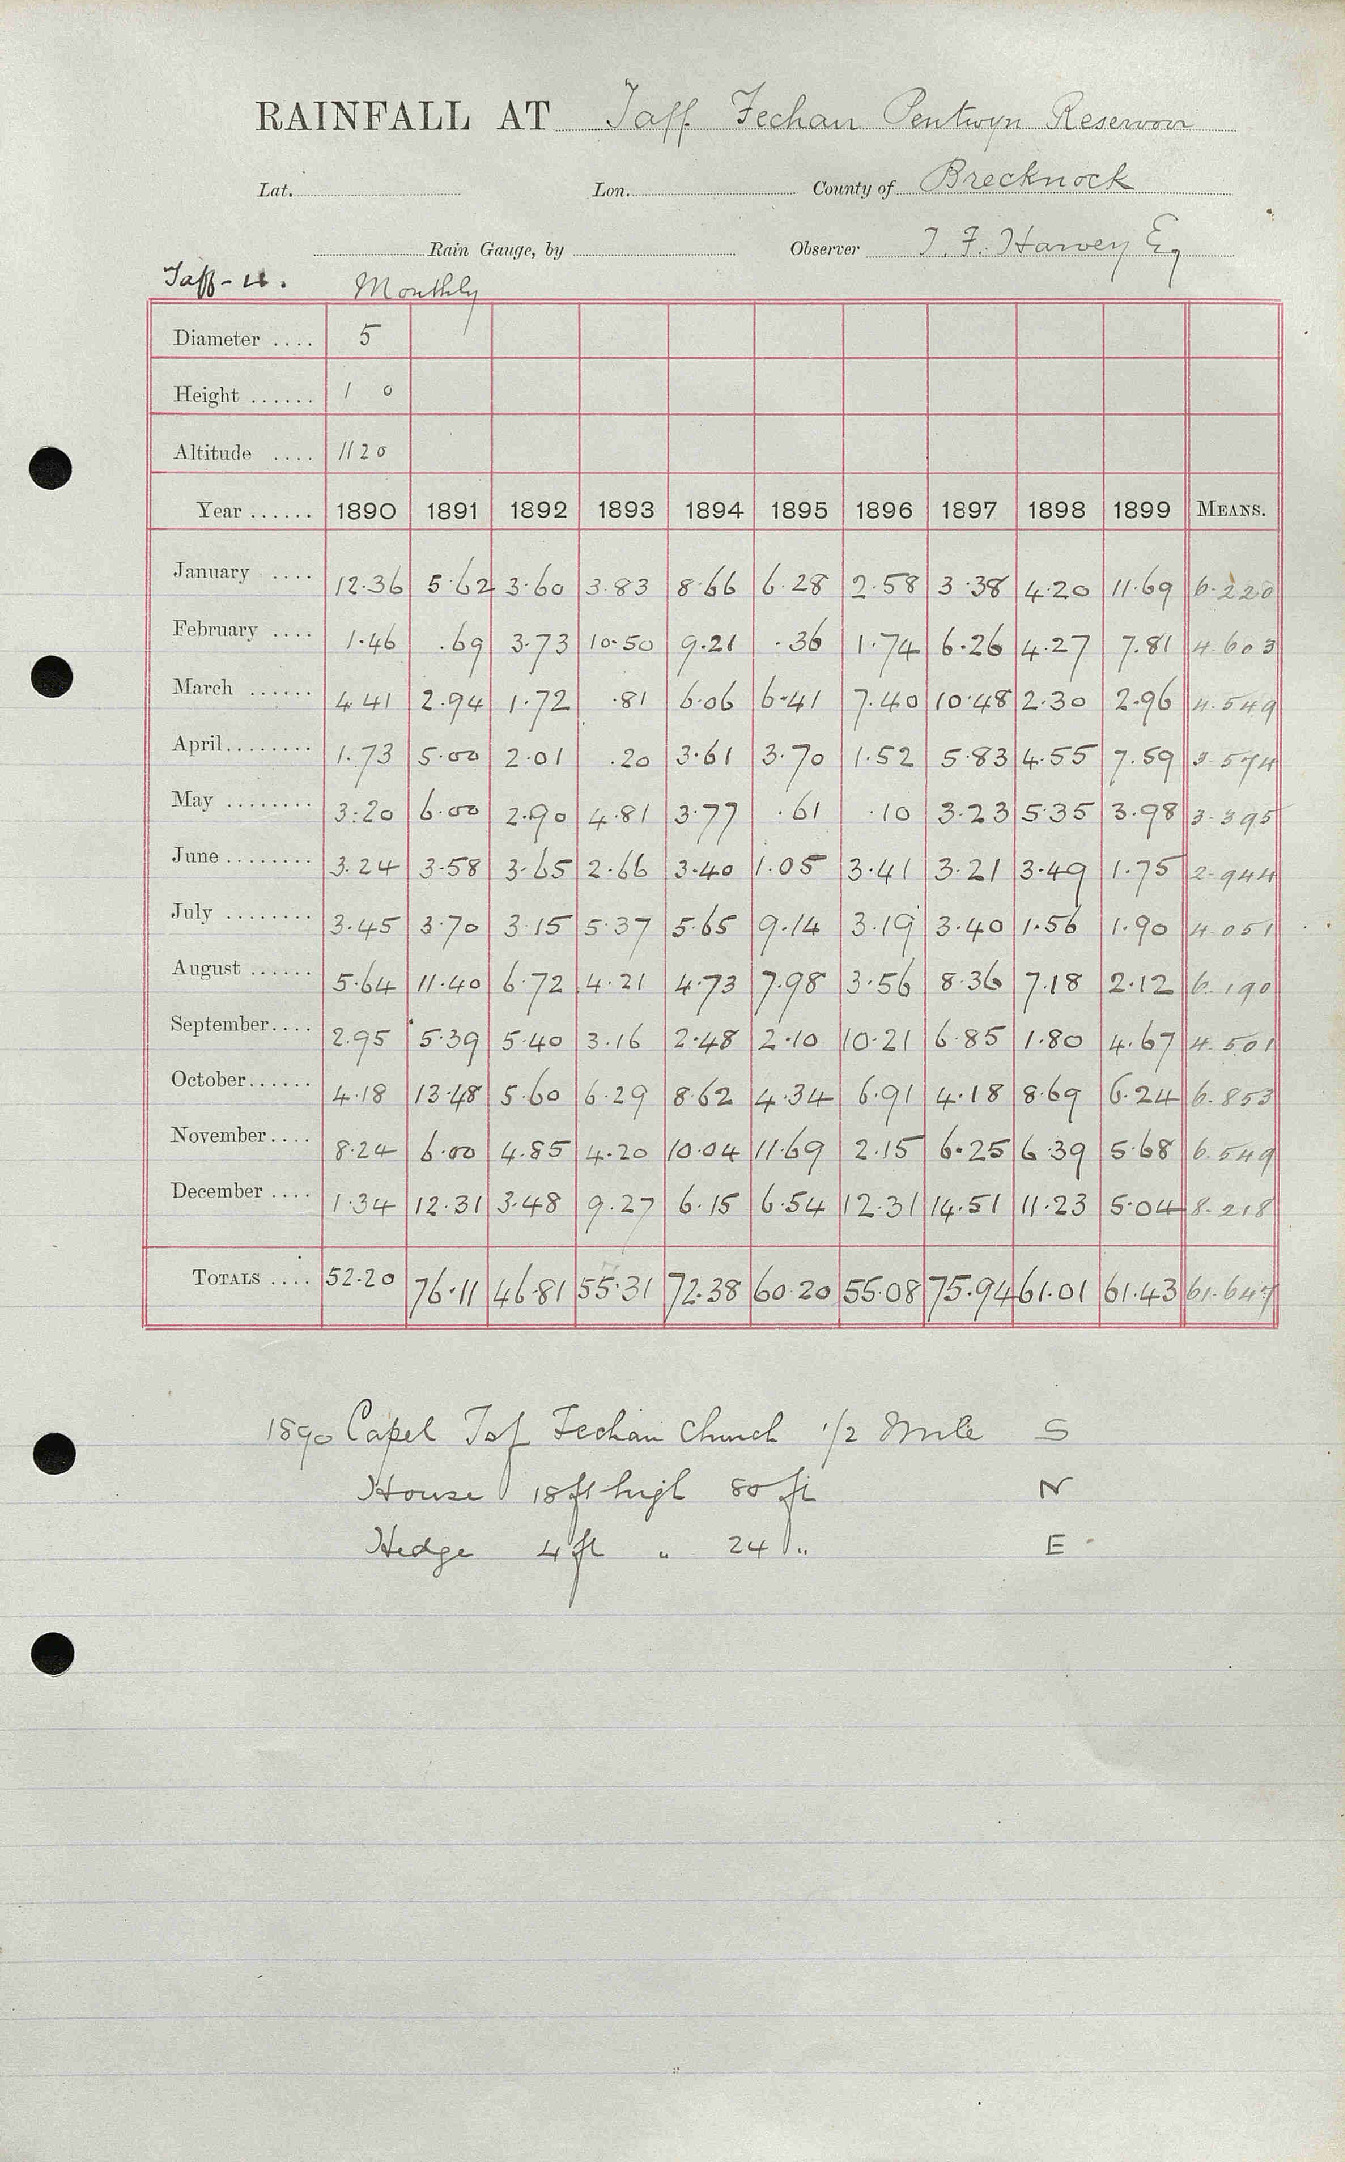 RAINFALL AT Taff Fechan Pentwyn Reservoir
Lat. Lon. County of Brecknock
Rain Gauge, by Observer T. F. Harvey Eq
Taff-U. Monthly
Diameter .... 5
Height ...... 1 0
Altitude .... 1120
Year ...... 1890 1891 1892 1893 1894 1895 1896 1897 1898 1899 MEANS.
January .... 12.36 5.62 3.60 3.83 8.66 6.28 2.58 3.38 4.20 11.69 6.220
February .... 1.46 .69 3.73 10.50 9.21 .36 1.74 6.26 4.27 7.81 4.603
March ...... 4.41 2.94 1.72 .81 6.06 6.41 7.40 10.48 2.30 2.96 4.549
April........ 1.73 5.00 2.01 .20 3.61 3.70 1.52 5.83 4.55 7.59 3.574
May ........ 3.20 6.00 2.90 4.81 3.77 .61 .10 3.23 5.35 3.98 3.395
June ........ 3.24 3.58 3.65 2.66 3.40 1.05 3.41 3.21 3.49 1.75 2.944
July ........ 3.45 3.70 3.15 5.37 5.65 9.14 3.19 3.40 1.56 1.90 4.051
August ...... 5.64 11.40 6.72 4.21 4.73 7.98 3.56 8.36 7.18 2.12 6.190
September.... 2.95 5.39 5.40 3.16 2.48 2.10 10.21 6.85 1.80 4.67 4.501
October...... 4.18 13.48 5.60 6.29 8.62 4.34 6.91 4.18 8.69 6.24 6.853
November.... 8.24 6.00 4.85 4.20 10.04 11.69 2.15 6.25 6.39 5.68 6.549
December .... 1.34 12.31 3.48 9.27 6.15 6.54 12.31 14.51 11.23 5.04 8.218
TOTALS .... 52.20 76.11 46.81 55.31 72.38 60.20 55.08 75.94 61.01 61.43 61.647
1890 Capel Taf Fechan Church 1/2 Mile S
House 18ft high 80 ft N
Hedge 4 ft " 24 " E